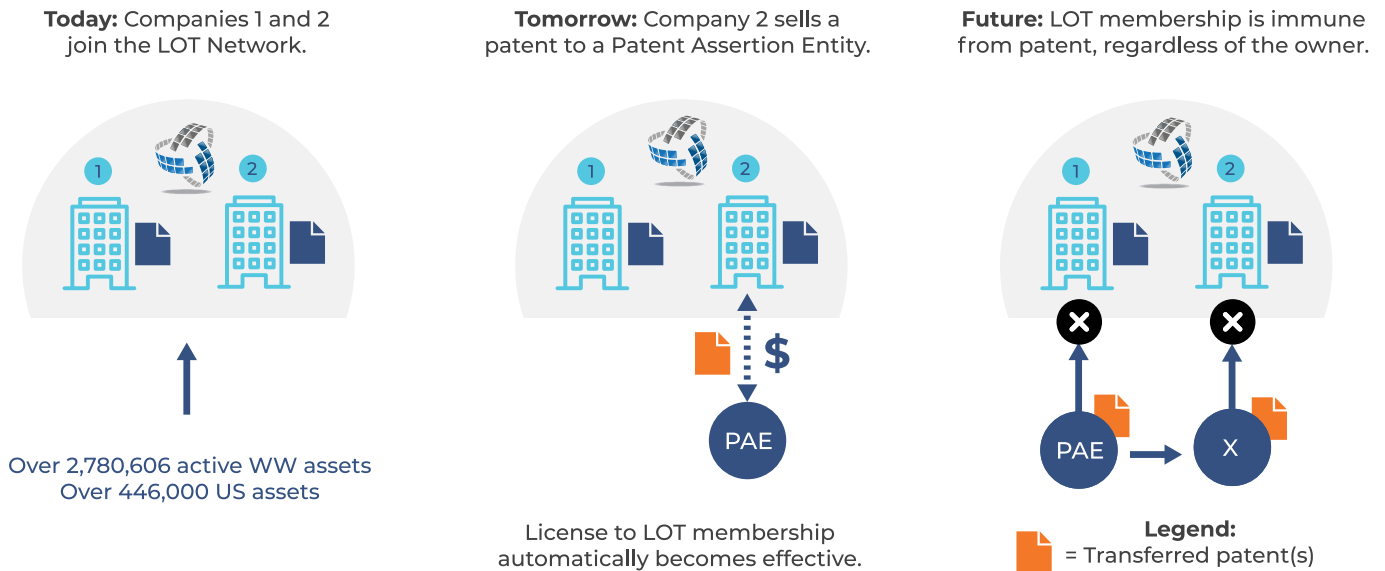 Today: Companies 1 and 2
join the LOT Network.
1
2
Over 2,780,606 active WW assets
Over 446,000 US assets
Tomorrow: Company 2 sells a
patent to a Patent Assertion Entity.
1
2
$
PAE
License to LOT membership
automatically becomes effective.
Future: LOT membership is immune
from patent, regardless of the owner.
1
2
PAE
X
Legend:
= Transferred patent(s)